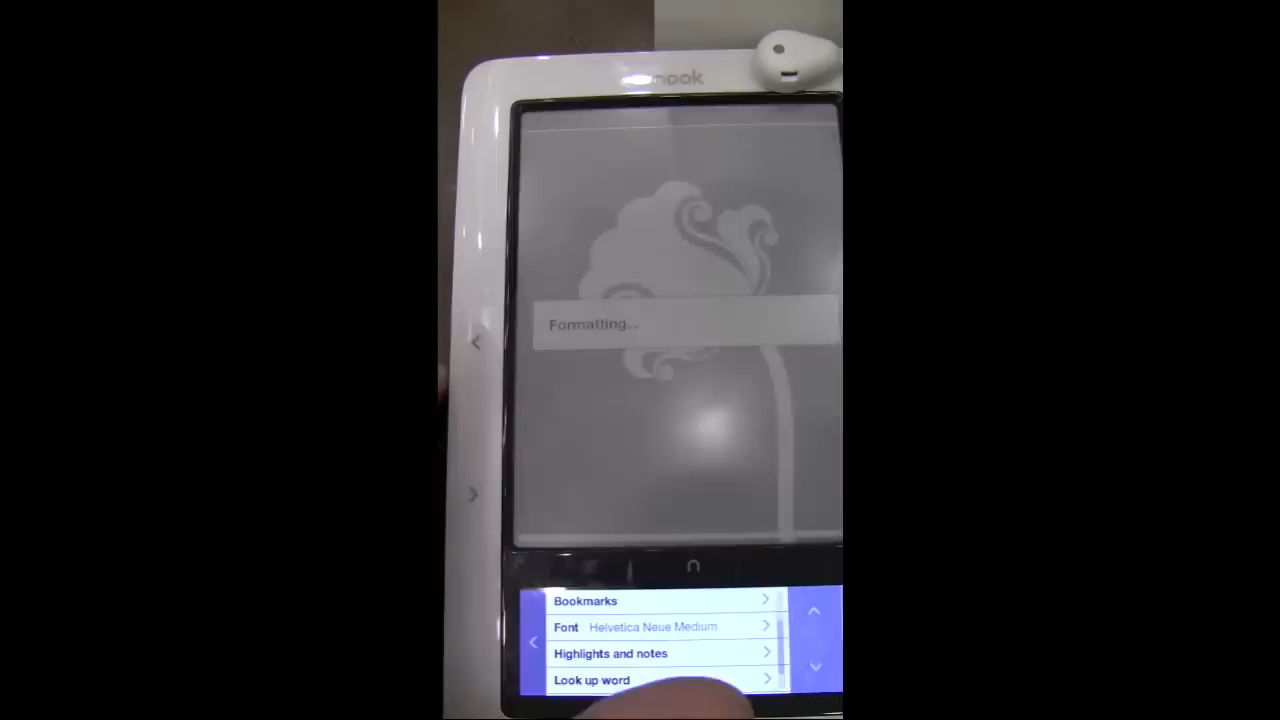 nook
Formatting...
n
Bookmarks
Font Helvetica Neue Medium
Highlights and notes
Look up word